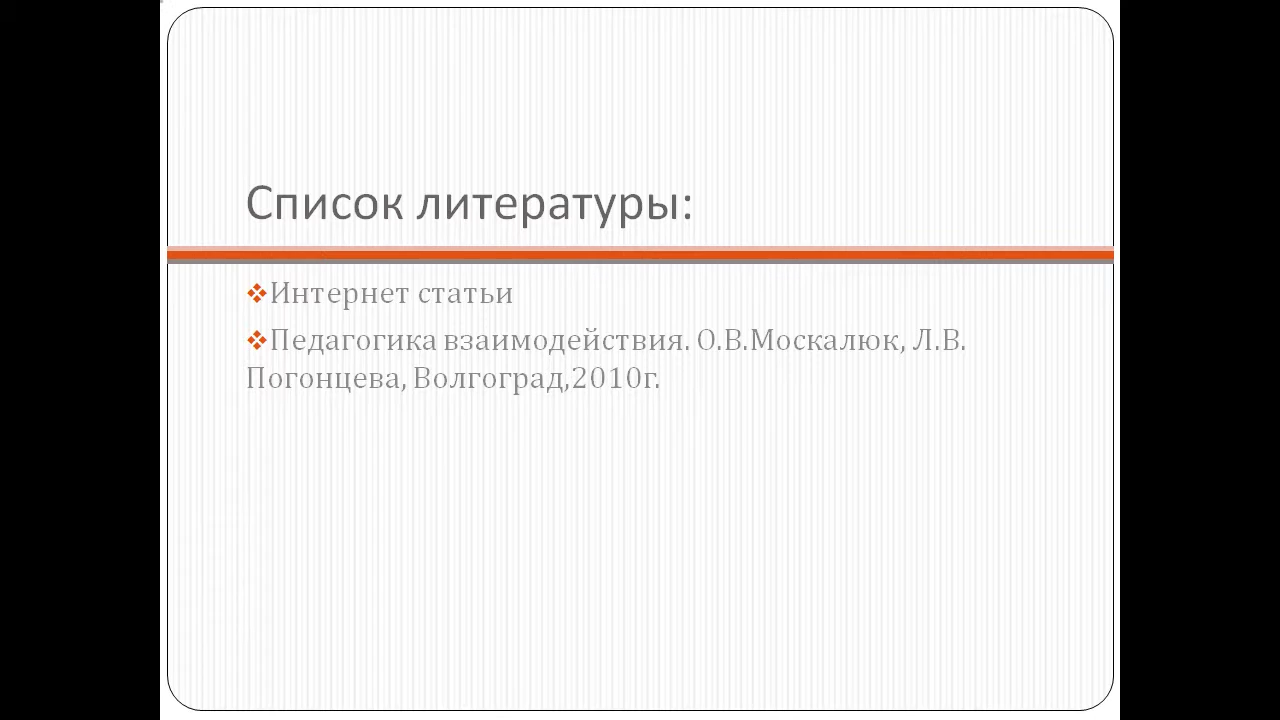 Список литературы:
❖Интернет статьи
❖Педагогика взаимодействия. О.В.Москалюк, Л.В.
Погонцева, Волгоград,2010г.